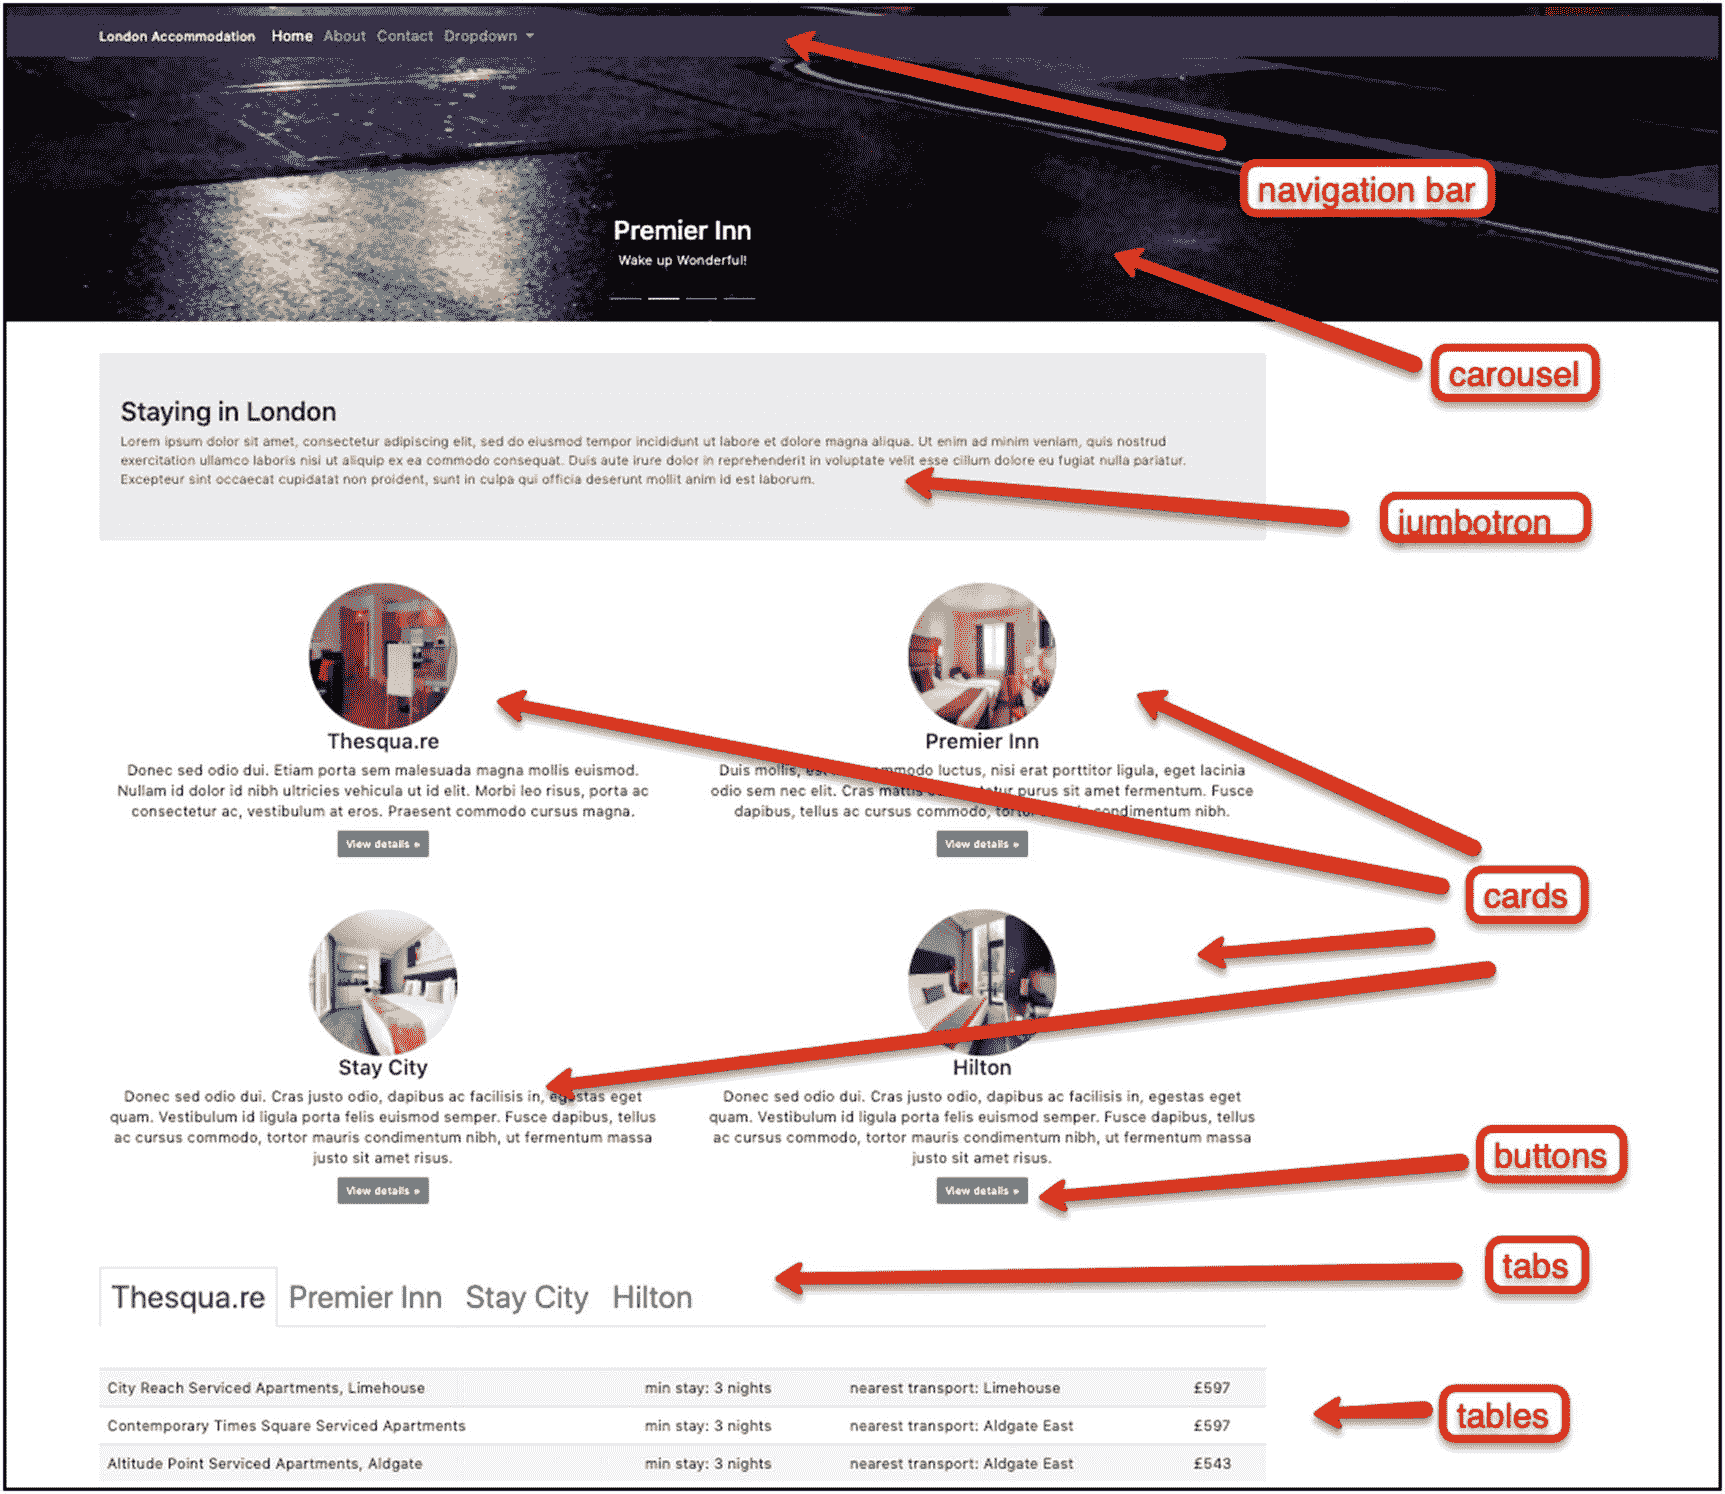 London Accommodation Home About Contact Dropdown
navigation bar
Premier Inn
Wake up Wonderful!
carousel
Staying in London
Lorem ipsum dolor sit amet, consectetur adipiscing elit, sed do eiusmod tempor incididunt ut labore et dolore magna aliqua. Ut enim ad minim veniam, quis nostrud
exercitation ullamco laboris nisi ut aliquip ex ea commodo consequat. Duis aute irure dolor in reprehenderit in voluptate velit esse cillum dolore eu fugiat nulla pariatur.
Excepteur sint occaecat cupidatat non proident, sunt in culpa qui officia deserunt mollit anim id est laborum.
jumbotron
Thesqua.re
Donec sed odio dui. Etiam porta sem malesuada magna mollis euismod.
Nullam id dolor id nibh ultricies vehicula ut id elit. Morbi leo risus, porta ac
consectetur ac, vestibulum at eros. Praesent commodo cursus magna.
View details »
Premier Inn
Duis mollis, commodo luctus, nisi erat porttitor ligula, eget lacinia
odio sem nec elit. Cras mattis purus sit amet fermentum. Fusce
dapibus, tellus ac cursus commodo, condimentum nibh.
View details »
cards
Stay City
Donec sed odio dui. Cras justo odio, dapibus ac facilisis in, egestas eget
quam. Vestibulum id ligula porta felis euismod semper. Fusce dapibus, tellus
ac cursus commodo, tortor mauris condimentum nibh, ut fermentum massa
justo sit amet risus.
View details »
Hilton
Donec sed odio dui. Cras justo odio, dapibus ac facilisis in, egestas eget
quam. Vestibulum id ligula porta felis euismod semper. Fusce dapibus, tellus
ac cursus commodo, tortor mauris condimentum nibh, ut fermentum massa
justo sit amet risus.
View details »
buttons
tabs
Thesqua.re Premier Inn Stay City Hilton
City Reach Serviced Apartments, Limehouse min stay: 3 nights nearest transport: Limehouse £597
Contemporary Times Square Serviced Apartments min stay: 3 nights nearest transport: Aldgate East £597
Altitude Point Serviced Apartments, Aldgate min stay: 3 nights nearest transport: Aldgate East £543
tables